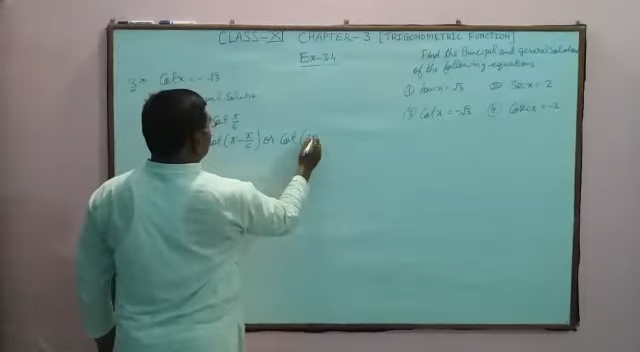 CLASS-XI CHAPTER-3 [TRIGONOMETRIC FUNCTION]
Ex-3.4
Find the Principal and general solution
of the following equations
① tan x = √3 ② Sec x = 2
③ Cot x = -√3 ④ Cosec x = -2
3→ Cot x = -√3
Solution
Cot π/6
(π - π/6) or Cot (